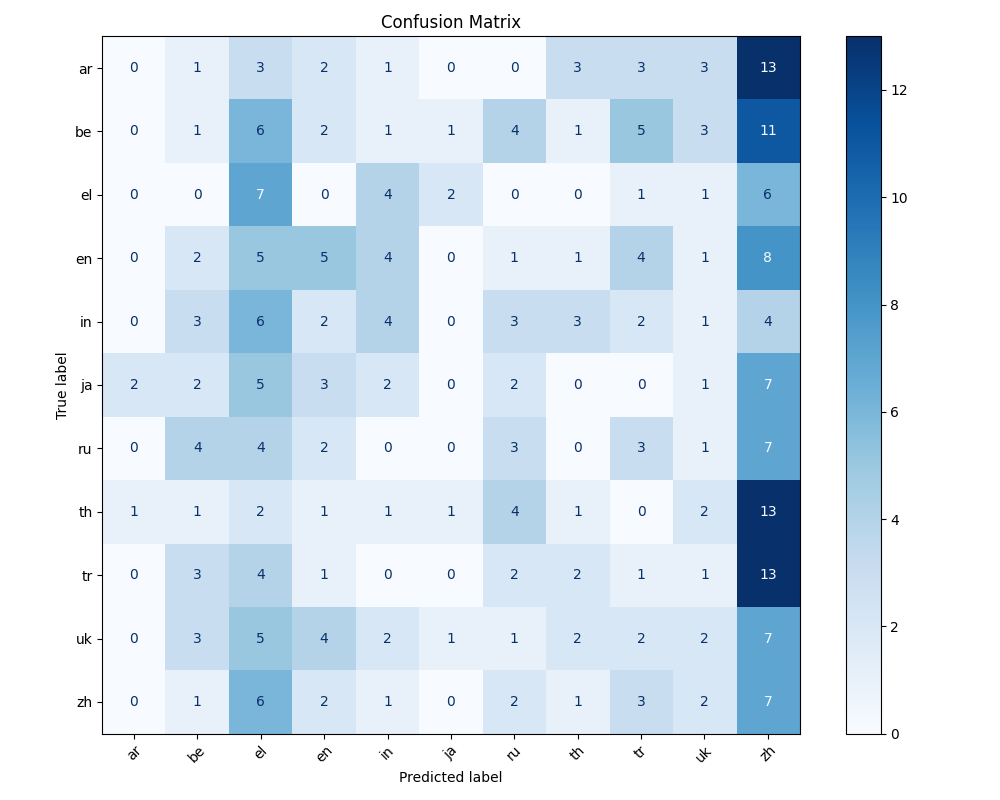 Confusion Matrix
ar 0 1 3 2 1 0 0 3 3 3 13
be 0 1 6 2 1 1 4 1 5 3 11
el 0 0 7 0 4 2 0 0 1 1 6
en 0 2 5 5 4 0 1 1 4 1 8
in 0 3 6 2 4 0 3 3 2 1 4
ja 2 2 5 3 2 0 2 0 0 1 7
ru 0 4 4 2 0 0 3 0 3 1 7
th 1 1 2 1 1 1 4 1 0 2 13
tr 0 3 4 1 0 0 2 2 1 1 13
uk 0 3 5 4 2 1 1 2 2 2 7
zh 0 1 6 2 1 0 2 1 3 2 7
ar be el en in ja ru th tr uk zh
Predicted label
True label
12
10
8
6
4
2
0